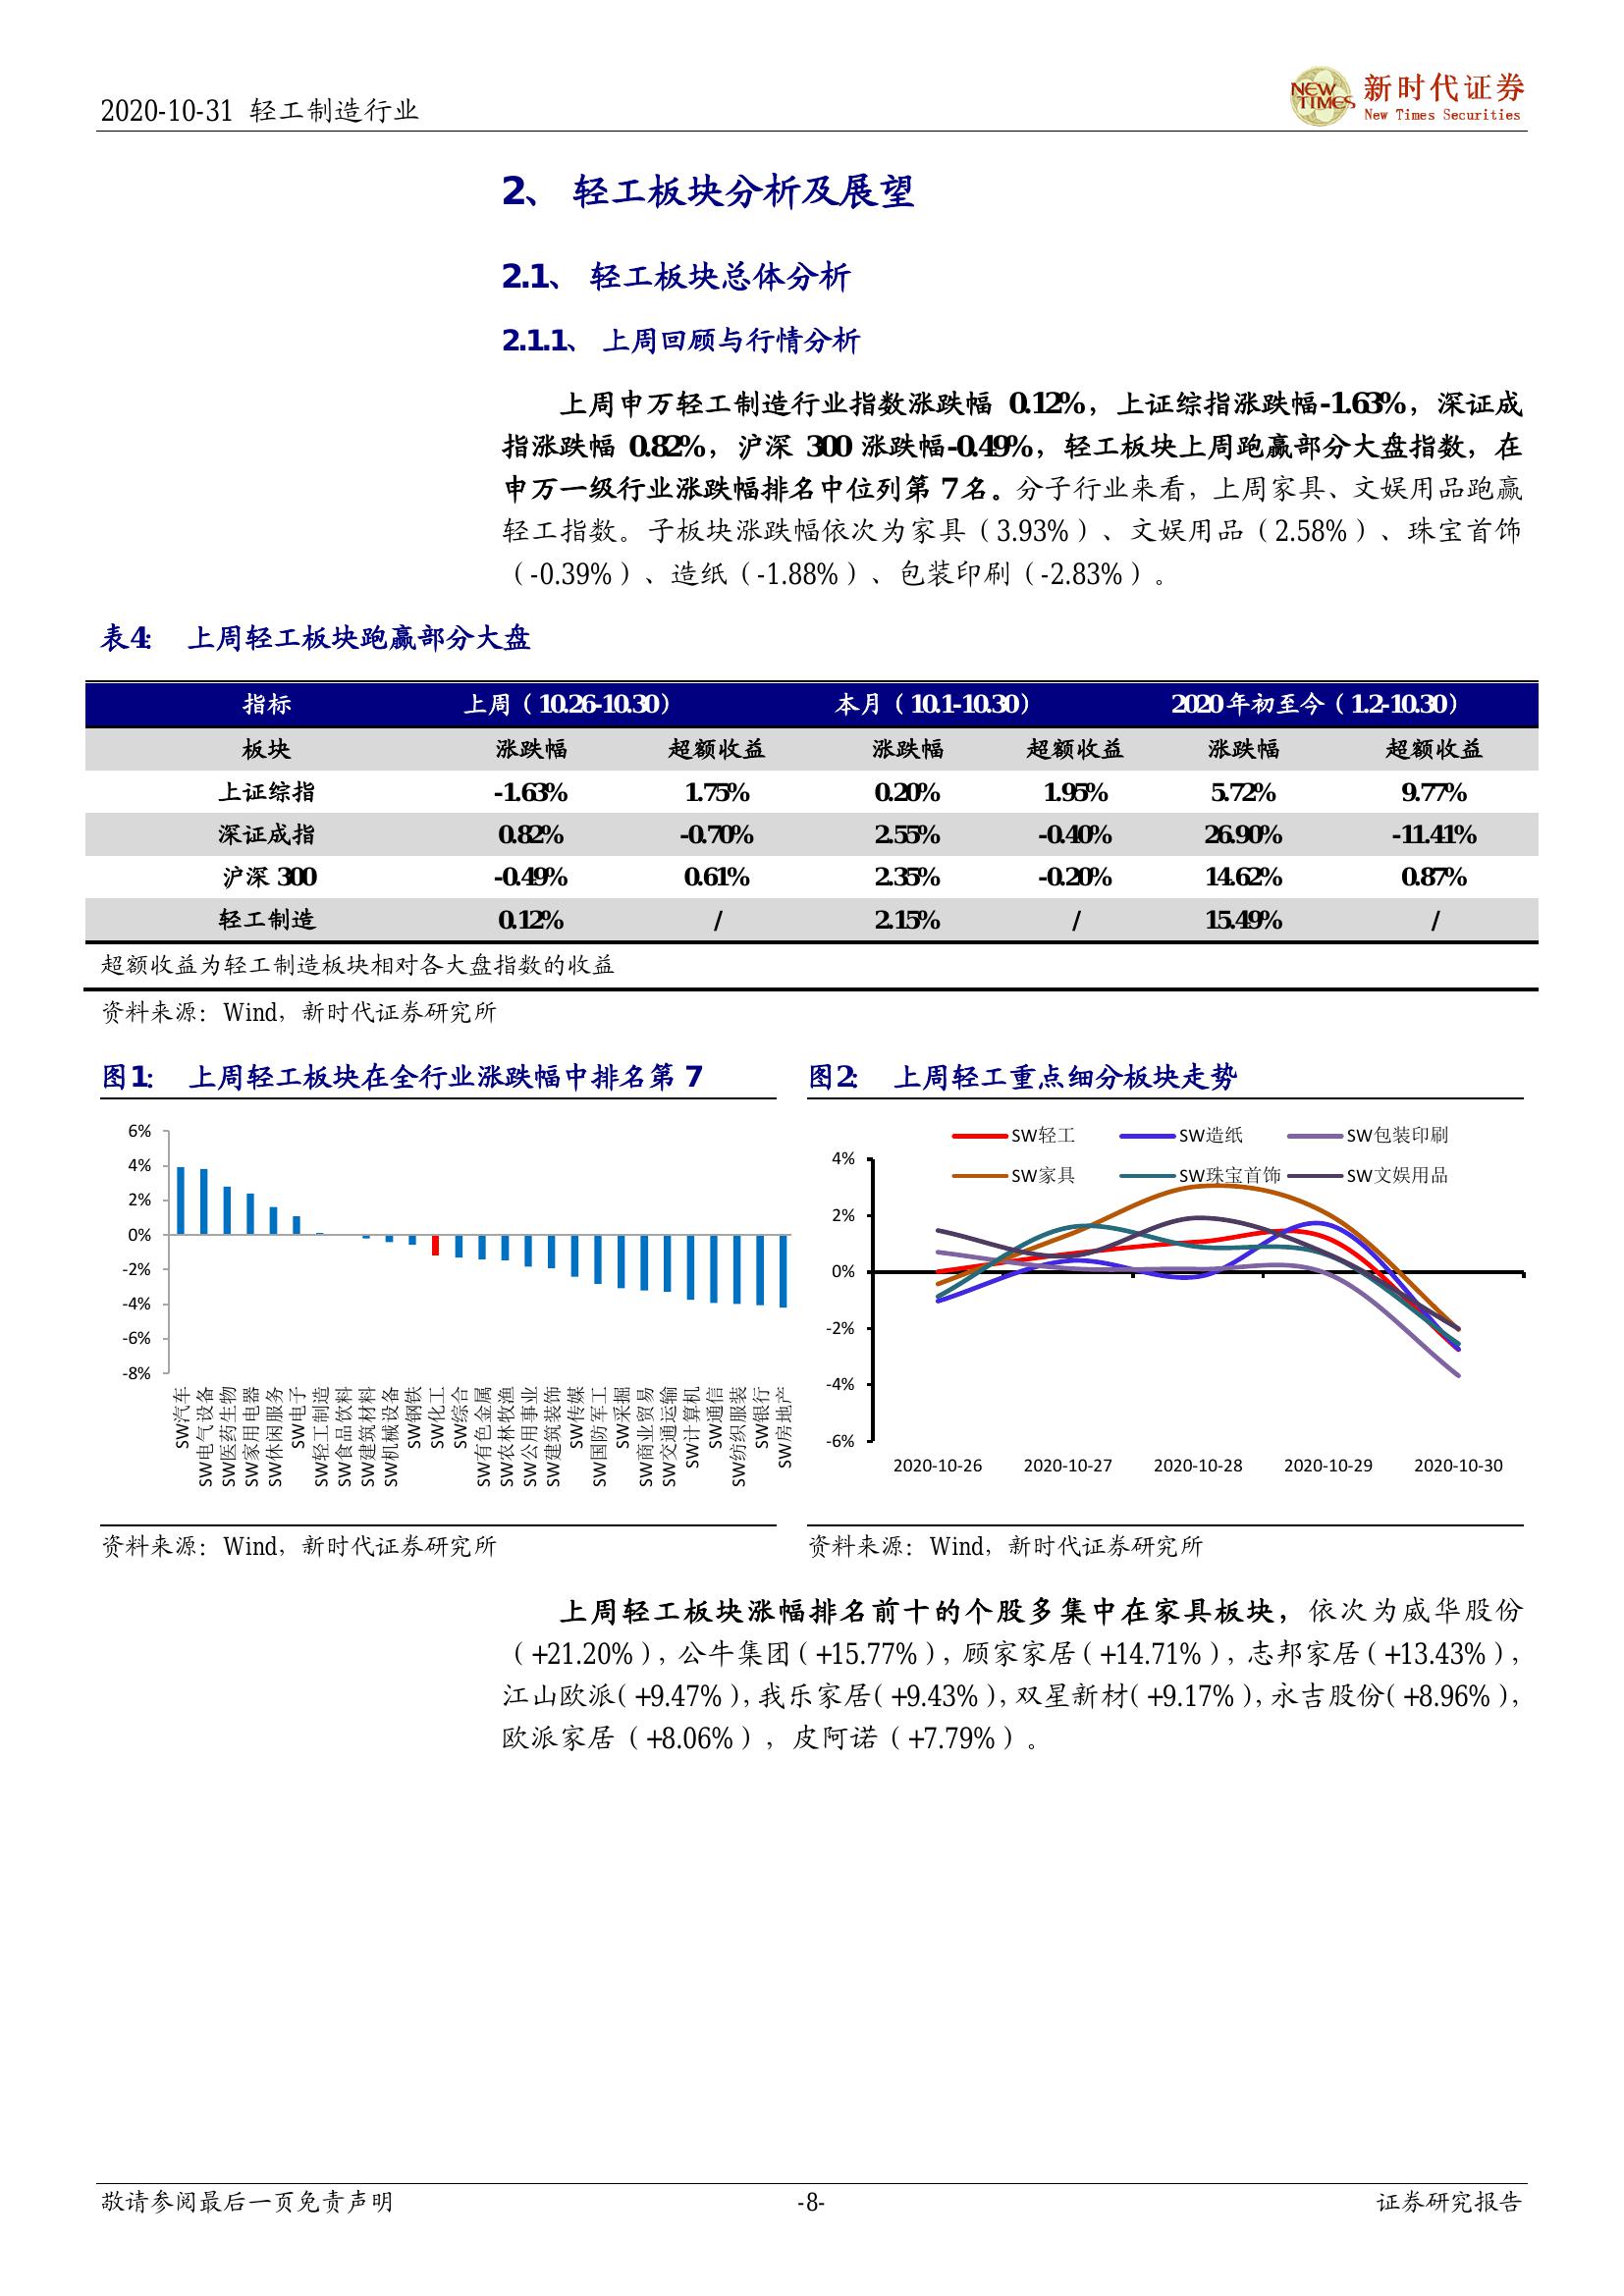 2020-10-31 轻工制造行业
NEW TIMES 新时代证券
New Times Securities
2、 轻工板块分析及展望
2.1、 轻工板块总体分析
2.1.1、 上周回顾与行情分析
上周申万轻工制造行业指数涨跌幅 0.12%，上证综指涨跌幅-1.63%，深证成
指涨跌幅 0.82%，沪深 300 涨跌幅-0.49%，轻工板块上周跑赢部分大盘指数，在
申万一级行业涨跌幅排名中位列第 7名。分子行业来看，上周家具、文娱用品跑赢
轻工指数。子板块涨跌幅依次为家具（3.93%）、文娱用品（2.58%）、珠宝首饰
（-0.39%）、造纸（-1.88%）、包装印刷（-2.83%）。
表4： 上周轻工板块跑赢部分大盘
指标 上周（10.26-10.30） 本月（10.1-10.30） 2020年初至今（1.2-10.30）
板块 涨跌幅 超额收益 涨跌幅 超额收益 涨跌幅 超额收益
上证综指 -1.63% 1.75% 0.20% 1.95% 5.72% 9.77%
深证成指 0.82% -0.70% 2.55% -0.40% 26.90% -11.41%
沪深 300 -0.49% 0.61% 2.35% -0.20% 14.62% 0.87%
轻工制造 0.12% / 2.15% / 15.49% /
超额收益为轻工制造板块相对各大盘指数的收益
资料来源：Wind，新时代证券研究所
图1： 上周轻工板块在全行业涨跌幅中排名第 7
6%
4%
2%
0%
-2%
-4%
-6%
-8%
SW汽车
SW电气设备
SW医药生物
SW家用电器
SW休闲服务
SW电子
SW轻工制造
SW食品饮料
SW建筑材料
SW机械设备
SW钢铁
SW化工
SW综合
SW有色金属
SW农林牧渔
SW公用事业
SW建筑装饰
SW传媒
SW国防军工
SW采掘
SW商业贸易
SW交通运输
SW计算机
SW通信
SW纺织服装
SW银行
SW房地产
资料来源：Wind，新时代证券研究所
图2： 上周轻工重点细分板块走势
SW轻工 SW造纸 SW包装印刷
SW家具 SW珠宝首饰 SW文娱用品
4%
2%
0%
-2%
-4%
-6%
2020-10-26 2020-10-27 2020-10-28 2020-10-29 2020-10-30
资料来源：Wind，新时代证券研究所
上周轻工板块涨幅排名前十的个股多集中在家具板块，依次为威华股份
（+21.20%），公牛集团（+15.77%），顾家家居（+14.71%），志邦家居（+13.43%），
江山欧派（+9.47%），我乐家居（+9.43%），双星新材（+9.17%），永吉股份（+8.96%），
欧派家居（+8.06%），皮阿诺（+7.79%）。
敬请参阅最后一页免责声明 -8- 证券研究报告